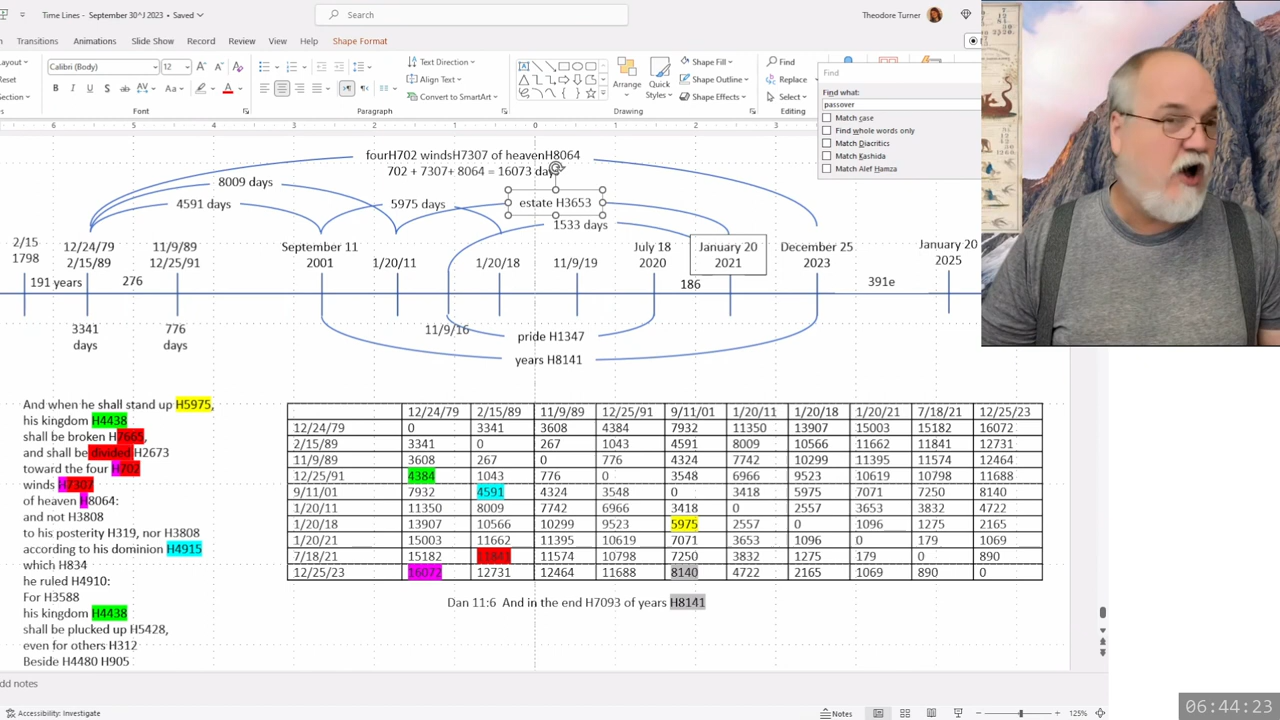 Time Lines - September 30^J 2023 • Saved
Search
Theodore Turner
Transitions Animations Slide Show Record Review View Help Shape Format
Layout
Reset
Section
Calibri (Body) 12
B I U S ab AV Aa A
Text Direction
Align Text
Convert to SmartArt
Arrange
Quick Styles
Shape Fill
Shape Outline
Shape Effects
Find
Replace
Select
Font Paragraph Drawing Editing
Find
Find what:
passover
Match case
Find whole words only
Match Diacritics
Match Kashida
Match Alef Hamza
6 2 1 0 1 2 3
fourH702 windsH7307 of heavenH8064
702 + 7307+ 8064 = 16073 days
8009 days
4591 days
5975 days
estate H3653
1533 days
2/15
1798
12/24/79
2/15/89
11/9/89
12/25/91
September 11
2001
1/20/11
1/20/18
11/9/19
July 18
2020
January 20
2021
December 25
2023
January 20
2025
191 years
276
186
391e
3341
days
776
days
11/9/16
pride H1347
years H8141
And when he shall stand up H5975,
his kingdom H4438
shall be broken H7665,
and shall be divided H2673
toward the four H702
winds H7307
of heaven H8064:
and not H3808
to his posterity H319, nor H3808
according to his dominion H4915
which H834
he ruled H4910:
For H3588
his kingdom H4438
shall be plucked up H5428,
even for others H312
Beside H4480 H905
12/24/79 2/15/89 11/9/89 12/25/91 9/11/01 1/20/11 1/20/18 1/20/21 7/18/21 12/25/23
12/24/79 0 3341 3608 4384 7932 11350 13907 15003 15182 16072
2/15/89 3341 0 267 1043 4591 8009 10566 11662 11841 12731
11/9/89 3608 267 0 776 4324 7742 10299 11395 11574 12464
12/25/91 4384 1043 776 0 3548 6966 9523 10619 10798 11688
9/11/01 7932 4591 4324 3548 0 3418 5975 7071 7250 8140
1/20/11 11350 8009 7742 6966 3418 0 2557 3653 3832 4722
1/20/18 13907 10566 10299 9523 5975 2557 0 1096 1275 2165
1/20/21 15003 11662 11395 10619 7071 3653 1096 0 179 1069
7/18/21 15182 11841 11574 10798 7250 3832 1275 179 0 890
12/25/23 16072 12731 12464 11688 8140 4722 2165 1069 890 0
Dan 11:6 And in the end H7093 of years H8141
dd notes
Accessibility: Investigate
Notes
125%
06:44:23